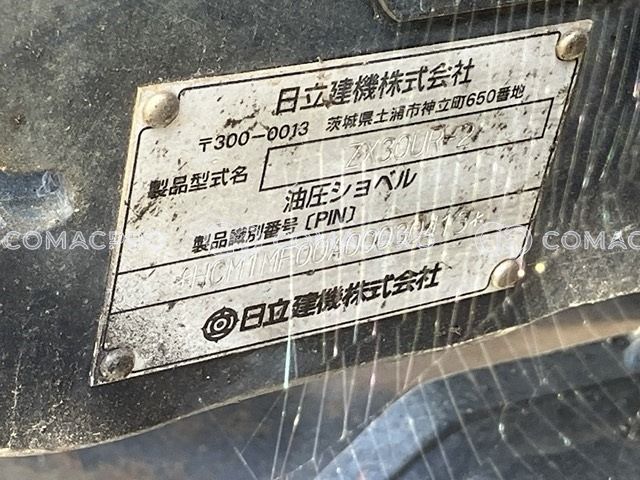 日立建機株式会社
〒300-0013 茨城県土浦市神立町650番地
製品型式名 ZX30UR-2
油圧ショベル
製品識別番号 (PIN)
日立建機株式会社